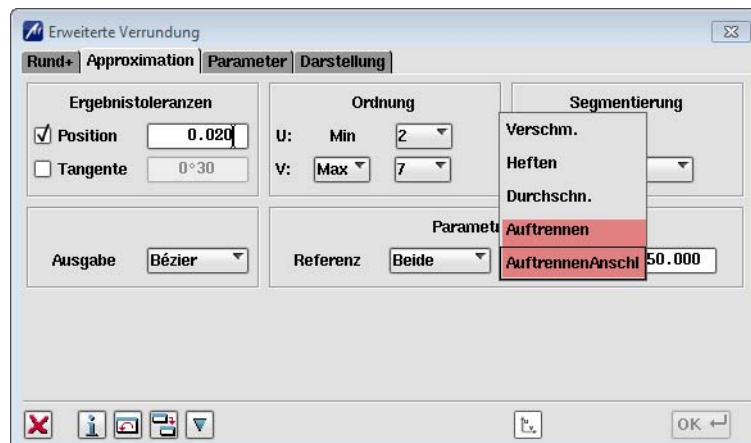 Erweiterte Verrundung
Rund+ Approximation Parameter Darstellung
Ergebnistoleranzen Ordnung Segmentierung
Position 0.020 U: Min 2
Tangente 0°30 V: Max 7
Verschm.
Heften
Durchschn.
Auftrennen
AuftrennenAnschl
Ausgabe Bézier Referenz Beide 50.000
OK